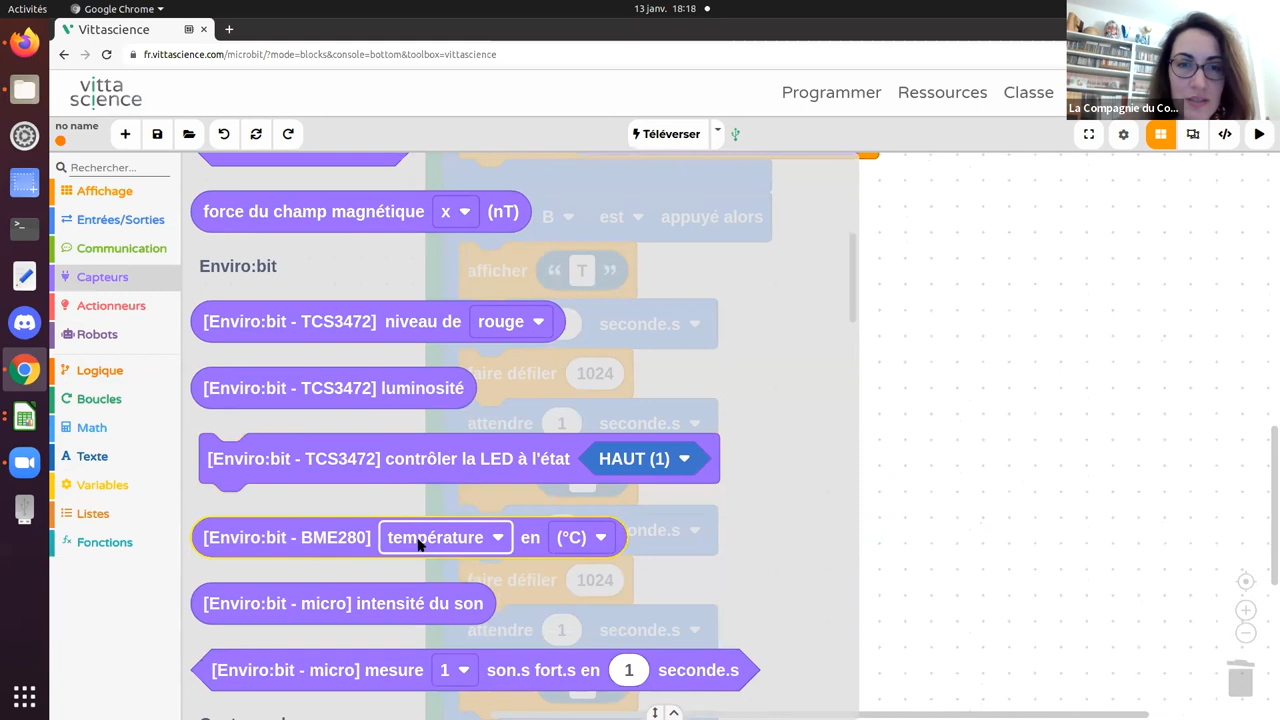 Activités
Google Chrome
13 janv. 18:18
Vittascience
fr.vittascience.com/microbit/?mode=blocks&console=bottom&toolbox=vittascience
La Compagnie du Co...
vitta
science
Programmer
Ressources
Classe
no name
Téléverser
Rechercher...
Affichage
Entrées/Sorties
Communication
Capteurs
Actionneurs
Robots
Logique
Boucles
Math
Texte
Variables
Listes
Fonctions
force du champ magnétique x (nT)
B est appuyé alors
Enviro:bit
afficher “ T ”
[Enviro:bit - TCS3472] niveau de rouge
seconde.s
[Enviro:bit - TCS3472] luminosité
faire défiler 1024
attendre 1 seconde.s
[Enviro:bit - TCS3472] contrôler la LED à l'état HAUT (1)
[Enviro:bit - BME280] température en (°C)
faire défiler 1024
[Enviro:bit - micro] intensité du son
attendre 1 seconde.s
[Enviro:bit - micro] mesure 1 son.s fort.s en 1 seconde.s